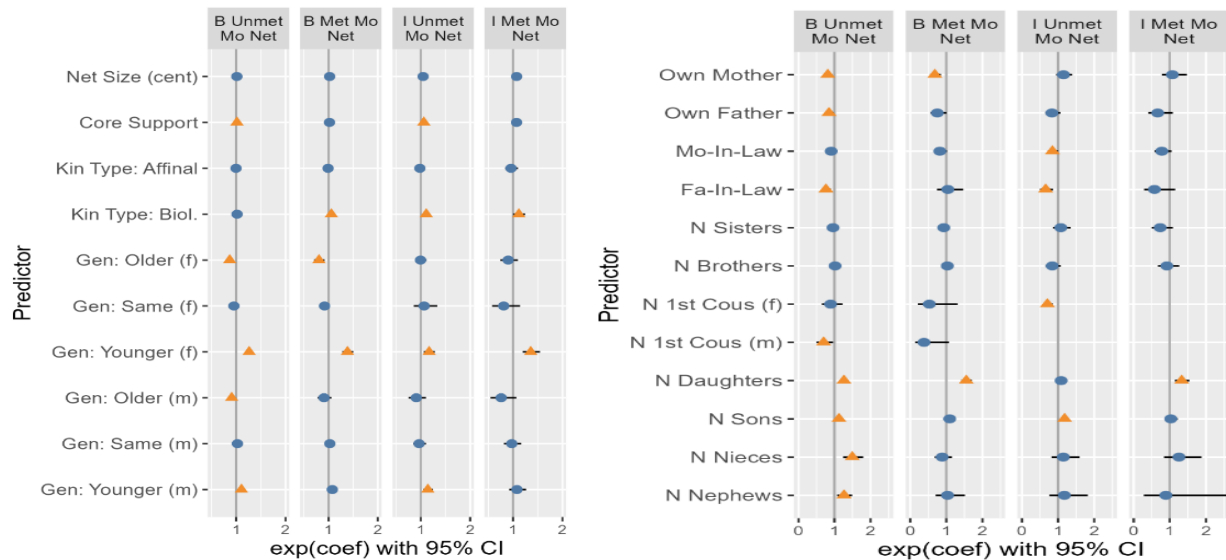 B Unmet Mo Net
B Met Mo Net
I Unmet Mo Net
I Met Mo Net
Predictor
Net Size (cent)
Core Support
Kin Type: Affinal
Kin Type: Biol.
Gen: Older (f)
Gen: Same (f)
Gen: Younger (f)
Gen: Older (m)
Gen: Same (m)
Gen: Younger (m)
1 2 1 2 1 2 1 2
exp(coef) with 95% CI
B Unmet Mo Net
B Met Mo Net
I Unmet Mo Net
I Met Mo Net
Predictor
Own Mother
Own Father
Mo-In-Law
Fa-In-Law
N Sisters
N Brothers
N 1st Cous (f)
N 1st Cous (m)
N Daughters
N Sons
N Nieces
N Nephews
0 1 2 0 1 2 0 1 2 0 1 2
exp(coef) with 95% CI